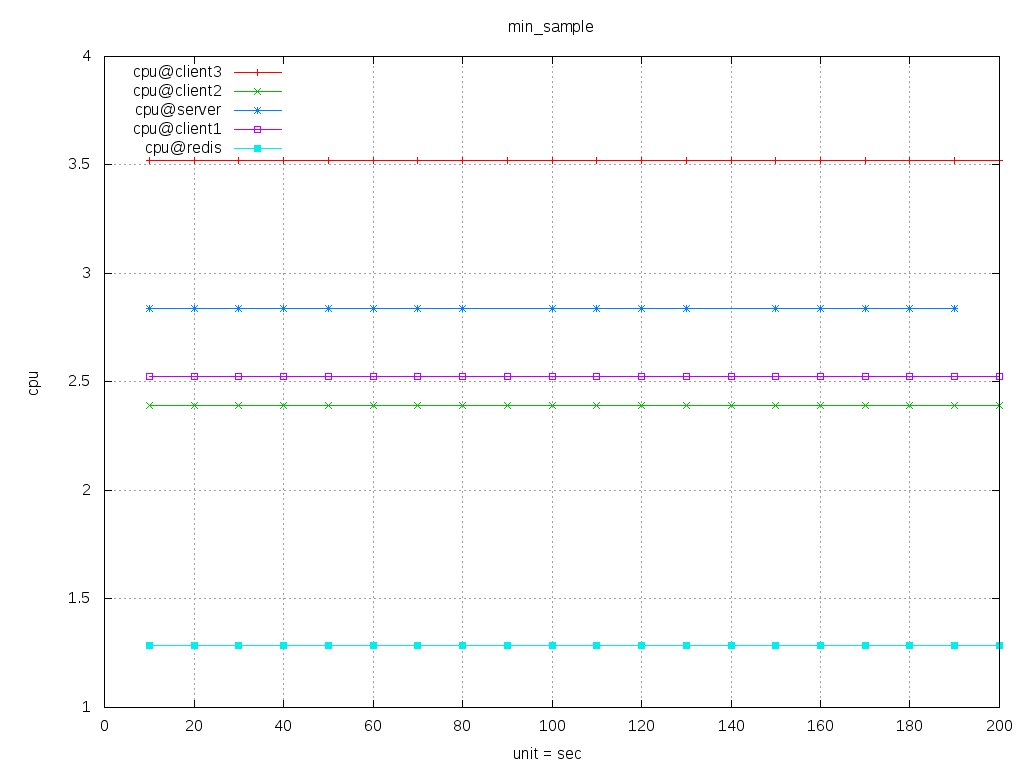 min_sample
cpu@client3
cpu@client2
cpu@server
cpu@client1
cpu@redis
4
3.5
3
2.5
2
1.5
1
cpu
0 20 40 60 80 100 120 140 160 180 200
unit = sec